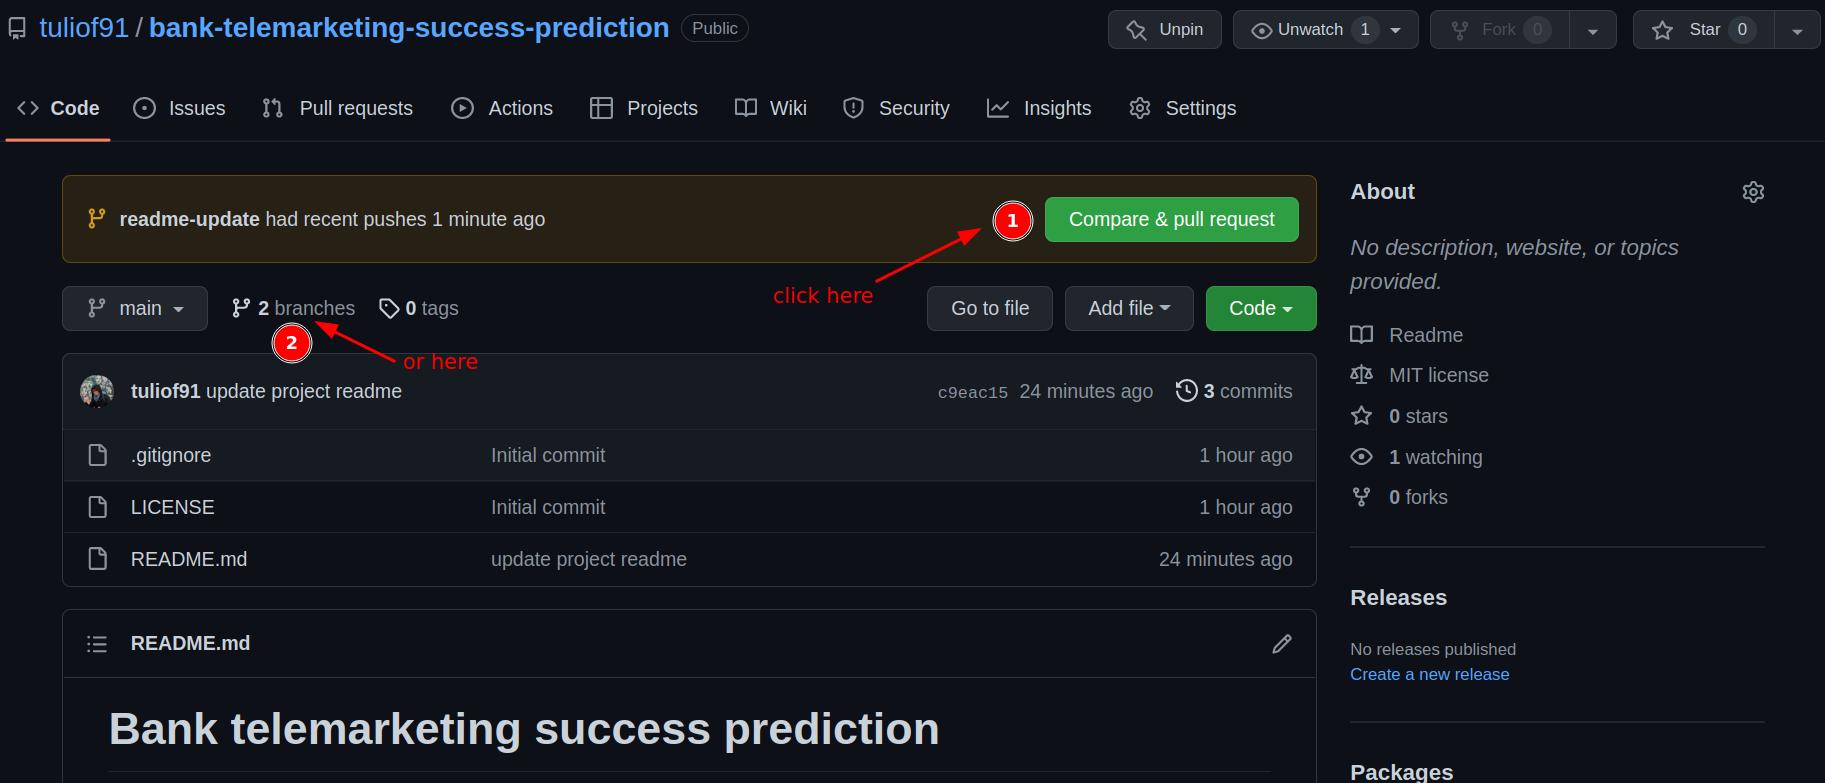 tuliof91 / bank-telemarketing-success-prediction Public Unpin Unwatch 1 Fork 0 Star 0
Code Issues Pull requests Actions Projects Wiki Security Insights Settings
readme-update had recent pushes 1 minute ago 1 Compare & pull request
click here
main 2 branches 0 tags Go to file Add file Code
2
or here
tuliof91 update project readme c9eac15 24 minutes ago 3 commits
.gitignore Initial commit 1 hour ago
LICENSE Initial commit 1 hour ago
README.md update project readme 24 minutes ago
README.md
Bank telemarketing success prediction
About
No description, website, or topics
provided.
Readme
MIT license
0 stars
1 watching
0 forks
Releases
No releases published
Create a new release
Packages